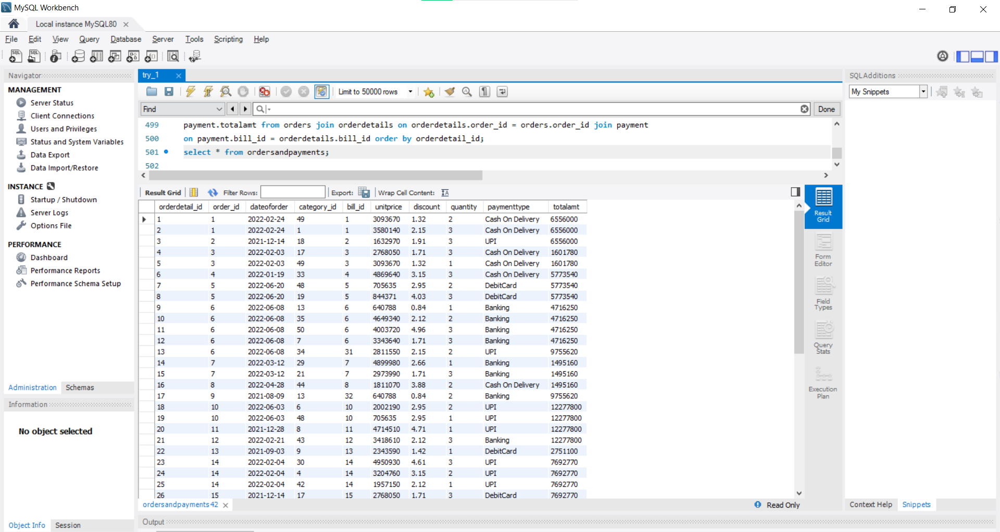 MySQL Workbench
Local instance MySQL80
File Edit View Query Database Server Tools Scripting Help
Navigator
MANAGEMENT
Server Status
Client Connections
Users and Privileges
Status and System Variables
Data Export
Data Import/Restore
INSTANCE
Startup / Shutdown
Server Logs
Options File
PERFORMANCE
Dashboard
Performance Reports
Performance Schema Setup
Administration Schemas
Information
No object selected
Object Info Session
try_1
Limit to 50000 rows
Find
Done
499 payment.totalamt from orders join orderdetails on orderdetails.order_id = orders.order_id join payment
500 on payment.bill_id = orderdetails.bill_id order by orderdetail_id;
501 select * from ordersandpayments;
502
Result Grid Filter Rows: Export: Wrap Cell Content:
orderdetail_id order_id dateoforder category_id bill_id unitprice discount quantity paymenttype totalamt
1 1 2022-02-24 49 1 3093670 1.32 2 Cash On Delivery 6556000
2 1 2022-02-24 1 1 3580140 2.15 3 Cash On Delivery 6556000
3 2 2021-12-14 18 2 1632970 1.91 3 UPI 6556000
4 3 2022-02-03 17 3 2768050 1.71 3 Cash On Delivery 1601780
5 3 2022-02-03 49 3 3093670 1.32 1 Cash On Delivery 1601780
6 4 2022-01-19 33 4 4869640 3.15 3 Cash On Delivery 5773540
7 5 2022-06-20 48 5 705635 2.95 2 DebitCard 5773540
8 5 2022-06-20 19 5 844371 4.03 3 DebitCard 5773540
9 6 2022-06-08 13 6 640788 0.84 1 Banking 4716250
10 6 2022-06-08 35 6 4649340 2.12 2 Banking 4716250
11 6 2022-06-08 50 6 4003720 4.96 3 Banking 4716250
12 6 2022-06-08 7 6 3343640 1.71 3 Banking 4716250
13 6 2022-06-08 34 31 2811550 2.15 2 UPI 9755620
14 7 2022-03-12 29 7 4899980 2.66 1 Banking 1495160
15 7 2022-03-12 21 7 2973990 1.71 3 Banking 1495160
16 8 2022-04-28 44 8 1811070 3.88 2 Cash On Delivery 1495160
17 9 2021-08-09 13 32 640788 0.84 2 Banking 9755620
18 10 2022-06-03 6 10 2002190 2.95 2 UPI 12277800
19 10 2022-06-03 48 10 705635 2.95 1 UPI 12277800
20 11 2021-12-28 8 11 4714510 4.71 1 UPI 12277800
21 12 2022-02-21 43 12 3418610 2.12 3 Banking 12277800
22 13 2021-09-03 9 13 2343590 1.42 1 DebitCard 2751100
23 14 2022-02-04 30 14 4950930 4.61 3 UPI 7692770
24 14 2022-02-04 4 14 3204760 3.15 2 UPI 7692770
25 14 2022-02-04 42 14 1957150 2.12 1 UPI 7692770
26 15 2021-12-14 17 15 2768050 1.71 3 DebitCard 7692770
ordersandpayments42
Read Only
Output
Result
Grid
Form
Editor
Field
Types
Query
Stats
Execution
Plan
SQLAdditions
My Snippets
Context Help Snippets